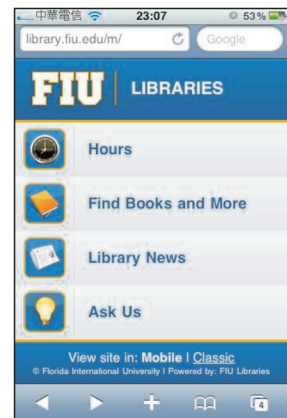 中華電信 23:07 53%
library.fiu.edu/m/ Google
FIU LIBRARIES
Hours
Find Books and More
Library News
Ask Us
View site in: Mobile | Classic
© Florida International University | Powered by: FIU Libraries
4